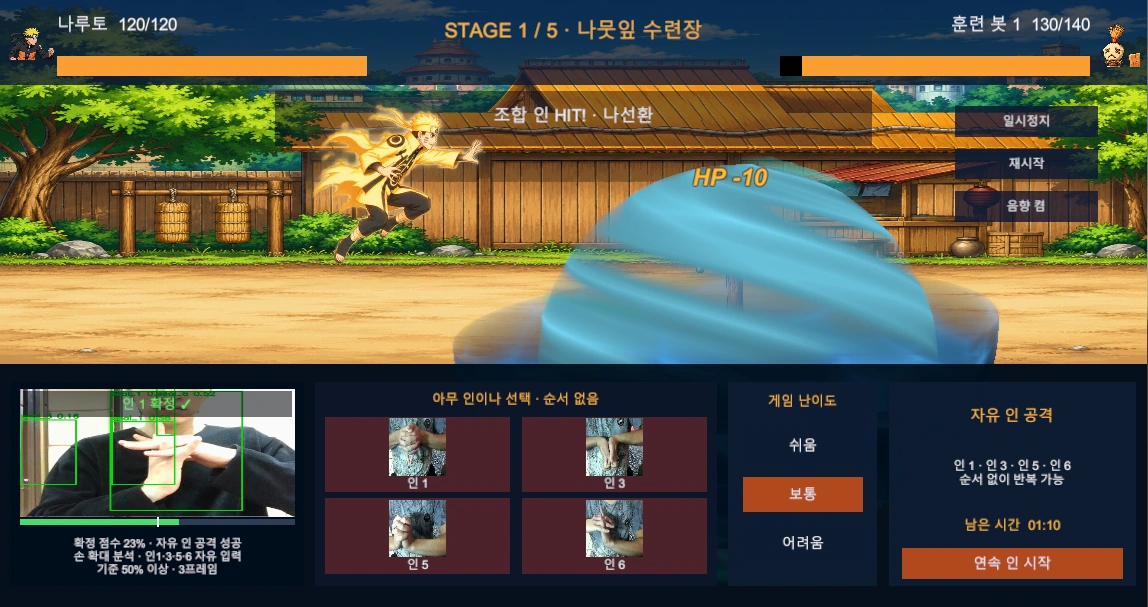 나루토 120/120
STAGE 1 / 5 · 나뭇잎 수련장
훈련 봇 1 130/140
조합 인 HIT! · 나선환
일시정지
재시작
음향 켬
HP -10
인 1 확정 ✓
확정 점수 23% · 자유 인 공격 성공
손 확대 분석 · 인1·3·5·6 자유 입력
기준 50% 이상 · 3프레임
아무 인이나 선택 · 순서 없음
인 1
인 3
인 5
인 6
게임 난이도
쉬움
보통
어려움
자유 인 공격
인 1 · 인 3 · 인 5 · 인 6
순서 없이 반복 가능
남은 시간 01:10
연속 인 시작